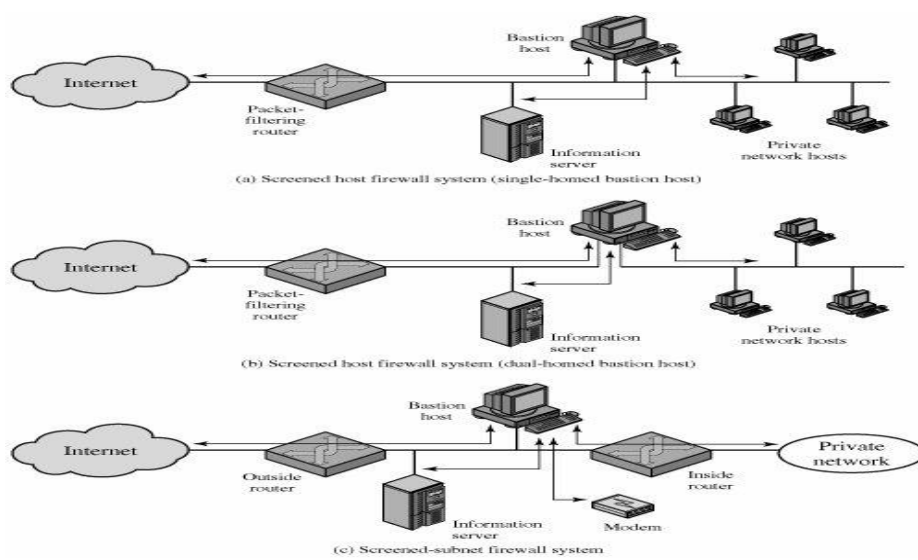 Bastion
host
Internet
Packet-
filtering
router
Information
server
Private
network hosts
(a) Screened host firewall system (single-homed bastion host)
Bastion
host
Internet
Packet-
filtering
router
Information
server
Private
network hosts
(b) Screened host firewall system (dual-homed bastion host)
Bastion
host
Internet
Outside
router
Information
server
Modem
Inside
router
Private
network
(c) Screened-subnet firewall system